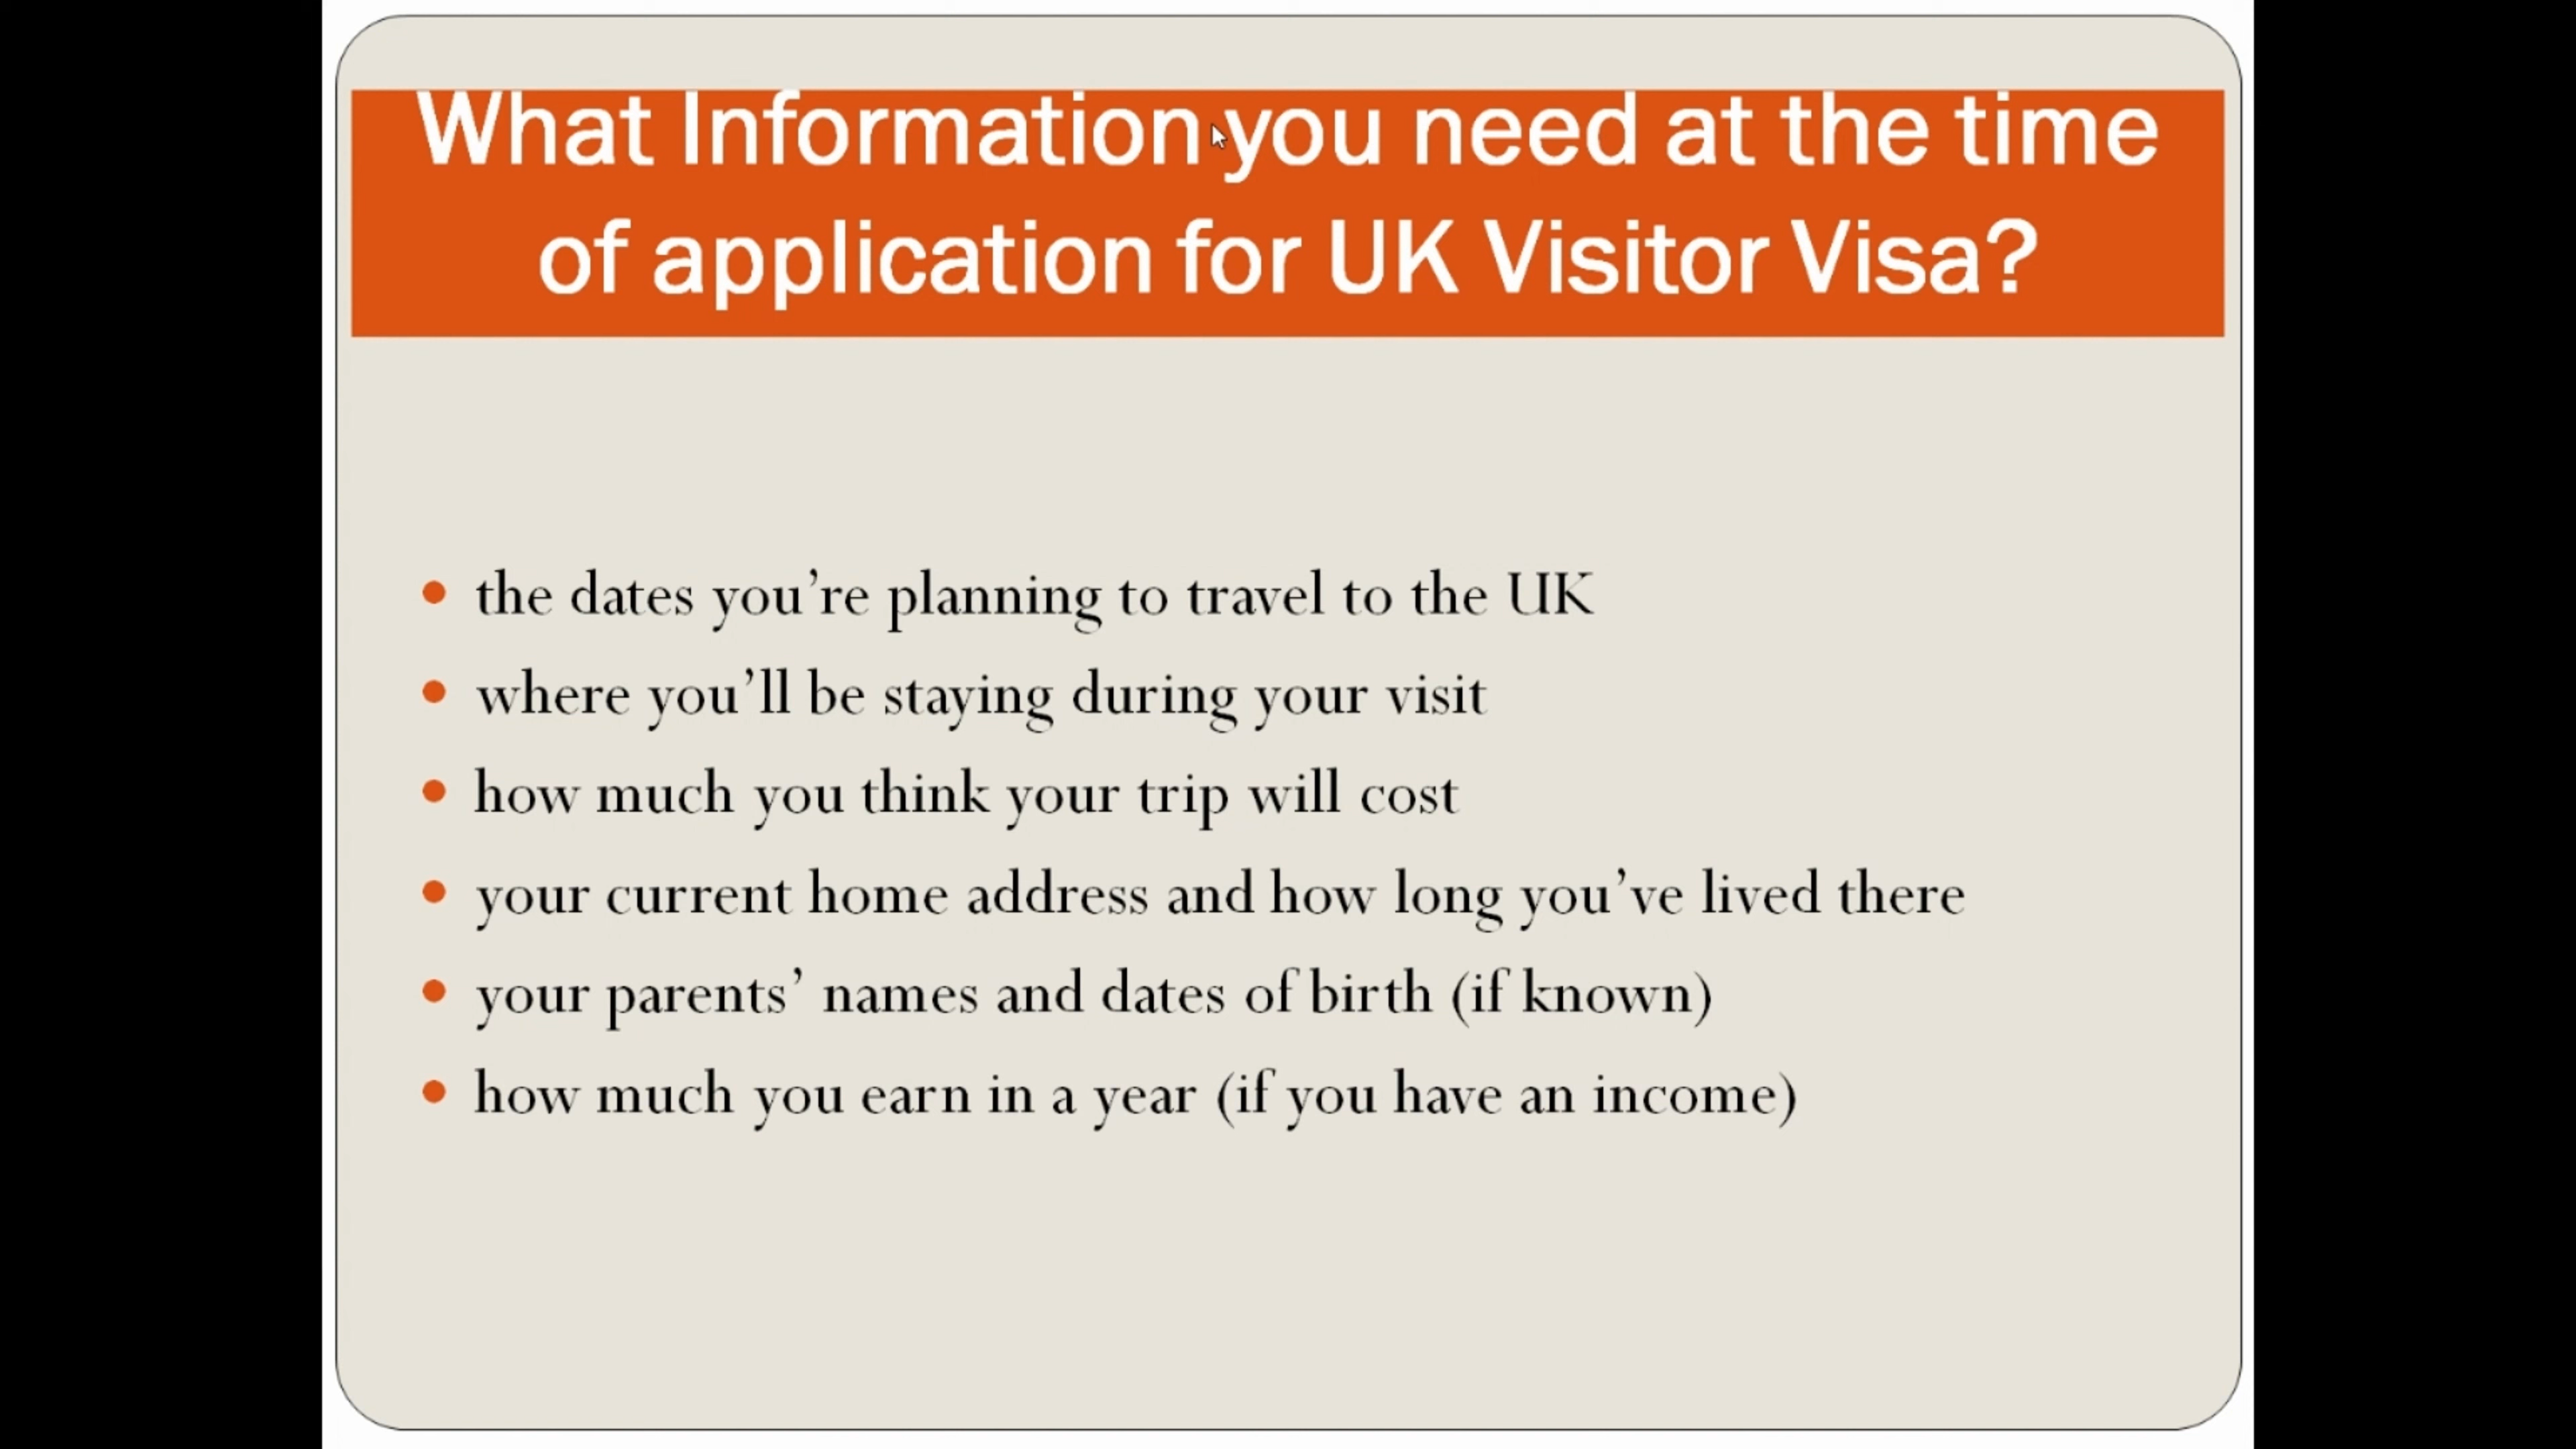 What Information you need at the time
of application for UK Visitor Visa?
• the dates you’re planning to travel to the UK
• where you’ll be staying during your visit
• how much you think your trip will cost
• your current home address and how long you’ve lived there
• your parents’ names and dates of birth (if known)
• how much you earn in a year (if you have an income)